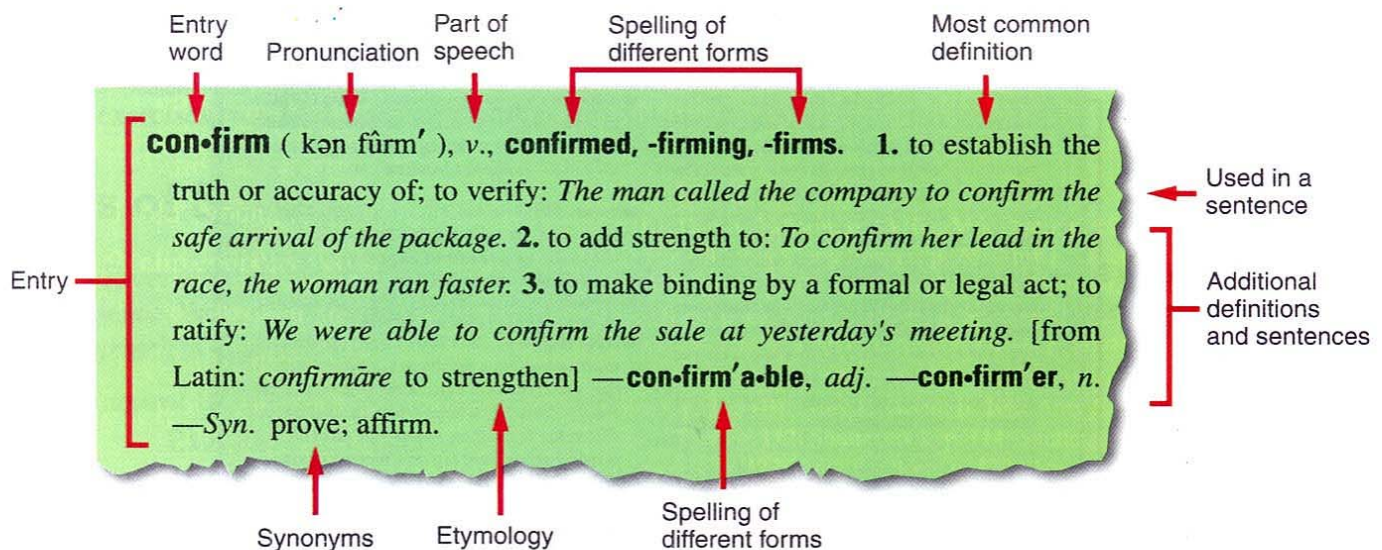 Entry
word
Pronunciation
Part of
speech
Spelling of
different forms
Most common
definition
con•firm ( kən fûrm′ ), v., confirmed, -firming, -firms. 1. to establish the
truth or accuracy of; to verify: The man called the company to confirm the
safe arrival of the package. 2. to add strength to: To confirm her lead in the
race, the woman ran faster. 3. to make binding by a formal or legal act; to
ratify: We were able to confirm the sale at yesterday's meeting. [from
Latin: confirmāre to strengthen] —con•firm′a•ble, adj. —con•firm′er, n.
—Syn. prove; affirm.
Entry
Used in a
sentence
Additional
definitions
and sentences
Synonyms
Etymology
Spelling of
different forms